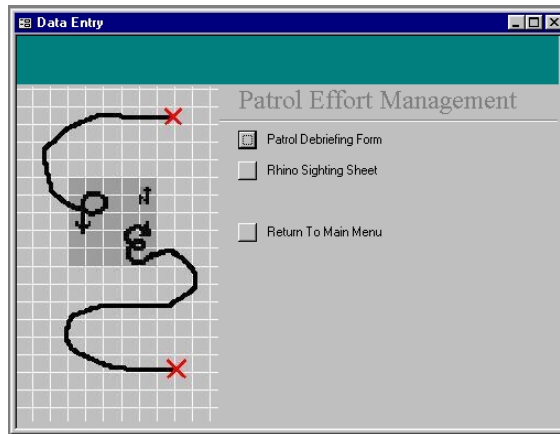 Data Entry
Patrol Effort Management
Patrol Debriefing Form
Rhino Sighting Sheet
Return To Main Menu